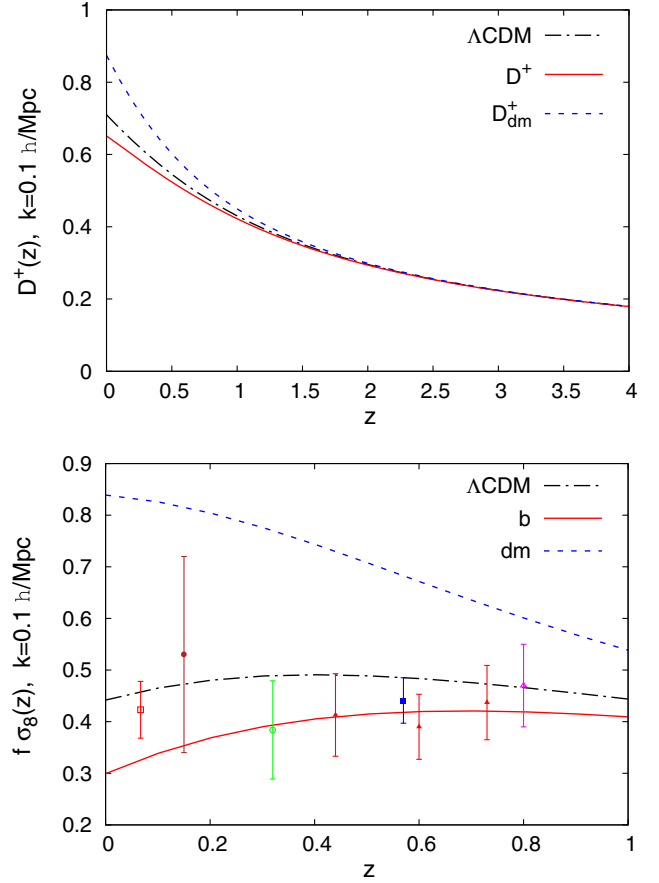 1
0.8
0.6
0.4
0.2
0
D⁺(z), k=0.1 h/Mpc
ΛCDM
D⁺
D⁺dm
0 0.5 1 1.5 2 2.5 3 3.5 4
z
0.9
0.8
0.7
0.6
0.5
0.4
0.3
0.2
f σ₈(z), k=0.1 h/Mpc
ΛCDM
b
dm
0 0.2 0.4 0.6 0.8 1
z